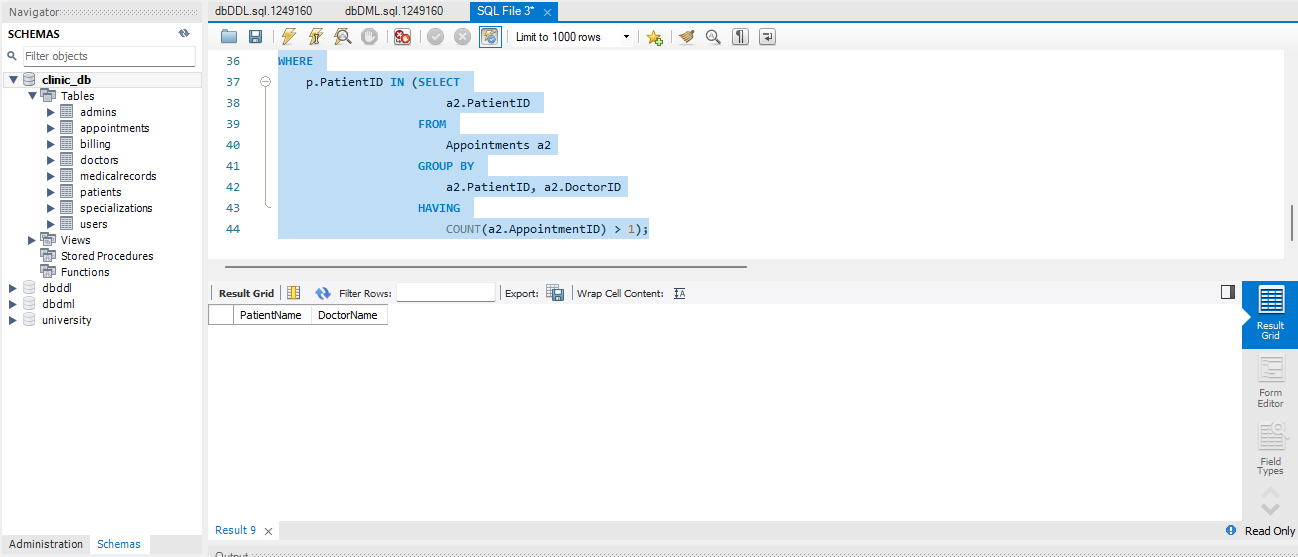 Navigator
SCHEMAS
Filter objects
clinic_db
Tables
admins
appointments
billing
doctors
medicalrecords
patients
specializations
users
Views
Stored Procedures
Functions
dbddl
dbdml
university
Administration Schemas
dbDDL.sql.1249160 dbDML.sql.1249160 SQL File 3*
Limit to 1000 rows
36 WHERE
37 p.PatientID IN (SELECT
38 a2.PatientID
39 FROM
40 Appointments a2
41 GROUP BY
42 a2.PatientID, a2.DoctorID
43 HAVING
44 COUNT(a2.AppointmentID) > 1);
Result Grid Filter Rows: Export: Wrap Cell Content:
PatientName DoctorName
Result
Grid
Form
Editor
Field
Types
Result 9
Read Only
Output